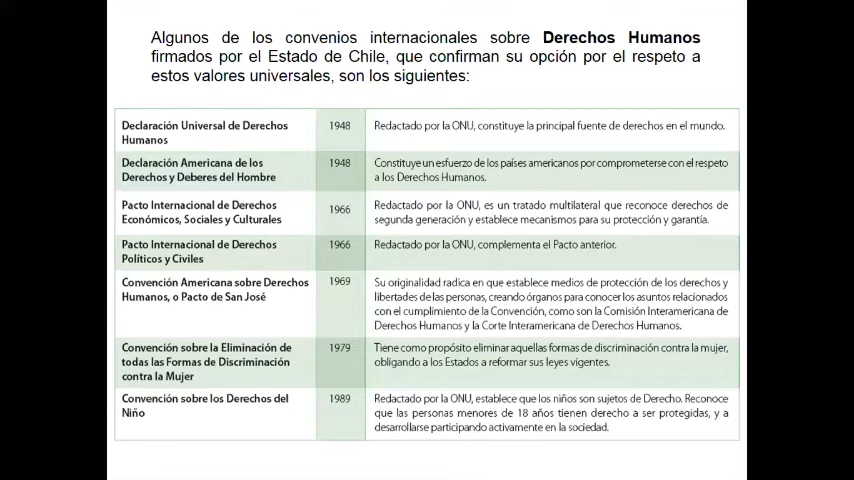 Algunos de los convenios internacionales sobre Derechos Humanos
firmados por el Estado de Chile, que confirman su opción por el respeto a
estos valores universales, son los siguientes:
Declaración Universal de Derechos
Humanos
1948
Redactado por la ONU, constituye la principal fuente de derechos en el mundo.
Declaración Americana de los
Derechos y Deberes del Hombre
1948
Constituye un esfuerzo de los países americanos por comprometerse con el respeto
a los Derechos Humanos.
Pacto Internacional de Derechos
Económicos, Sociales y Culturales
1966
Redactado por la ONU, es un tratado multilateral que reconoce derechos de
segunda generación y establece mecanismos para su protección y garantía.
Pacto Internacional de Derechos
Políticos y Civiles
1966
Redactado por la ONU, complementa el Pacto anterior.
Convención Americana sobre Derechos
Humanos, o Pacto de San José
1969
Su originalidad radica en que establece medios de protección de los derechos y
libertades de las personas, creando órganos para conocer los asuntos relacionados
con el cumplimiento de la Convención, como son la Comisión Interamericana de
Derechos Humanos y la Corte Interamericana de Derechos Humanos.
Convención sobre la Eliminación de
todas las Formas de Discriminación
contra la Mujer
1979
Tiene como propósito eliminar aquellas formas de discriminación contra la mujer,
obligando a los Estados a reformar sus leyes vigentes.
Convención sobre los Derechos del
Niño
1989
Redactado por la ONU, establece que los niños son sujetos de Derecho. Reconoce
que las personas menores de 18 años tienen derecho a ser protegidas, y a
desarrollarse participando activamente en la sociedad.